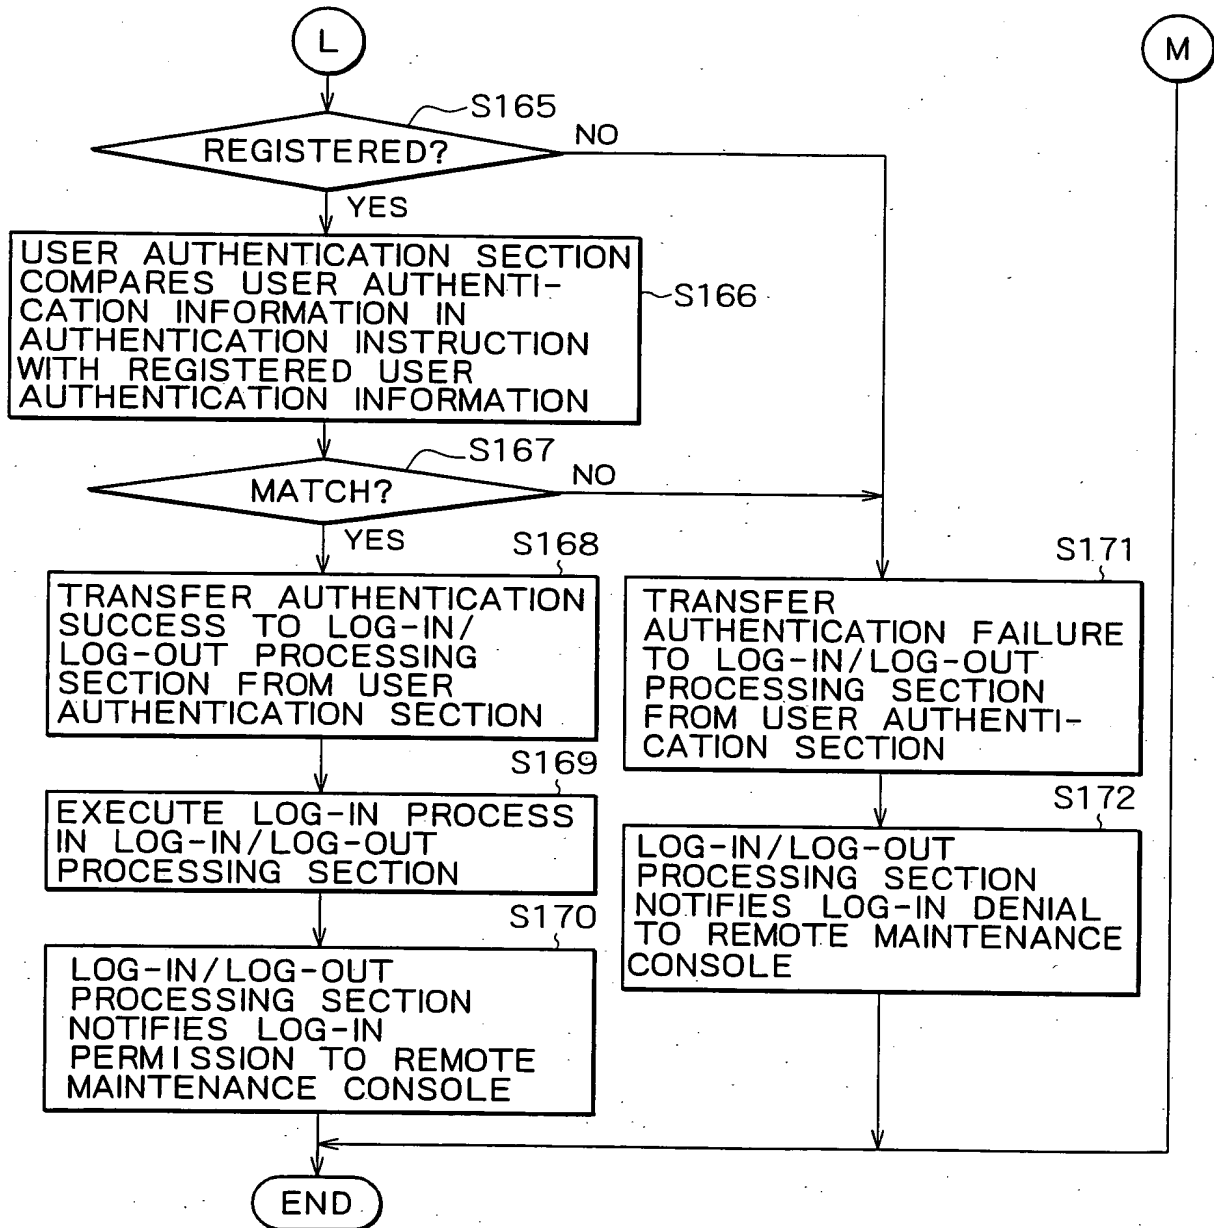 L
M
S165
REGISTERED?
NO
YES
USER AUTHENTICATION SECTION
COMPARES USER AUTHENTI-
CATION INFORMATION IN
AUTHENTICATION INSTRUCTION
WITH REGISTERED USER
AUTHENTICATION INFORMATION
S166
S167
MATCH?
NO
YES
S168
TRANSFER AUTHENTICATION
SUCCESS TO LOG-IN/
LOG-OUT PROCESSING
SECTION FROM USER
AUTHENTICATION SECTION
S171
TRANSFER
AUTHENTICATION FAILURE
TO LOG-IN/LOG-OUT
PROCESSING SECTION
FROM USER AUTHENTI-
CATION SECTION
S169
EXECUTE LOG-IN PROCESS
IN LOG-IN/LOG-OUT
PROCESSING SECTION
S172
LOG-IN/LOG-OUT
PROCESSING SECTION
NOTIFIES LOG-IN DENIAL
TO REMOTE MAINTENANCE
CONSOLE
S170
LOG-IN/LOG-OUT
PROCESSING SECTION
NOTIFIES LOG-IN
PERMISSION TO REMOTE
MAINTENANCE CONSOLE
END